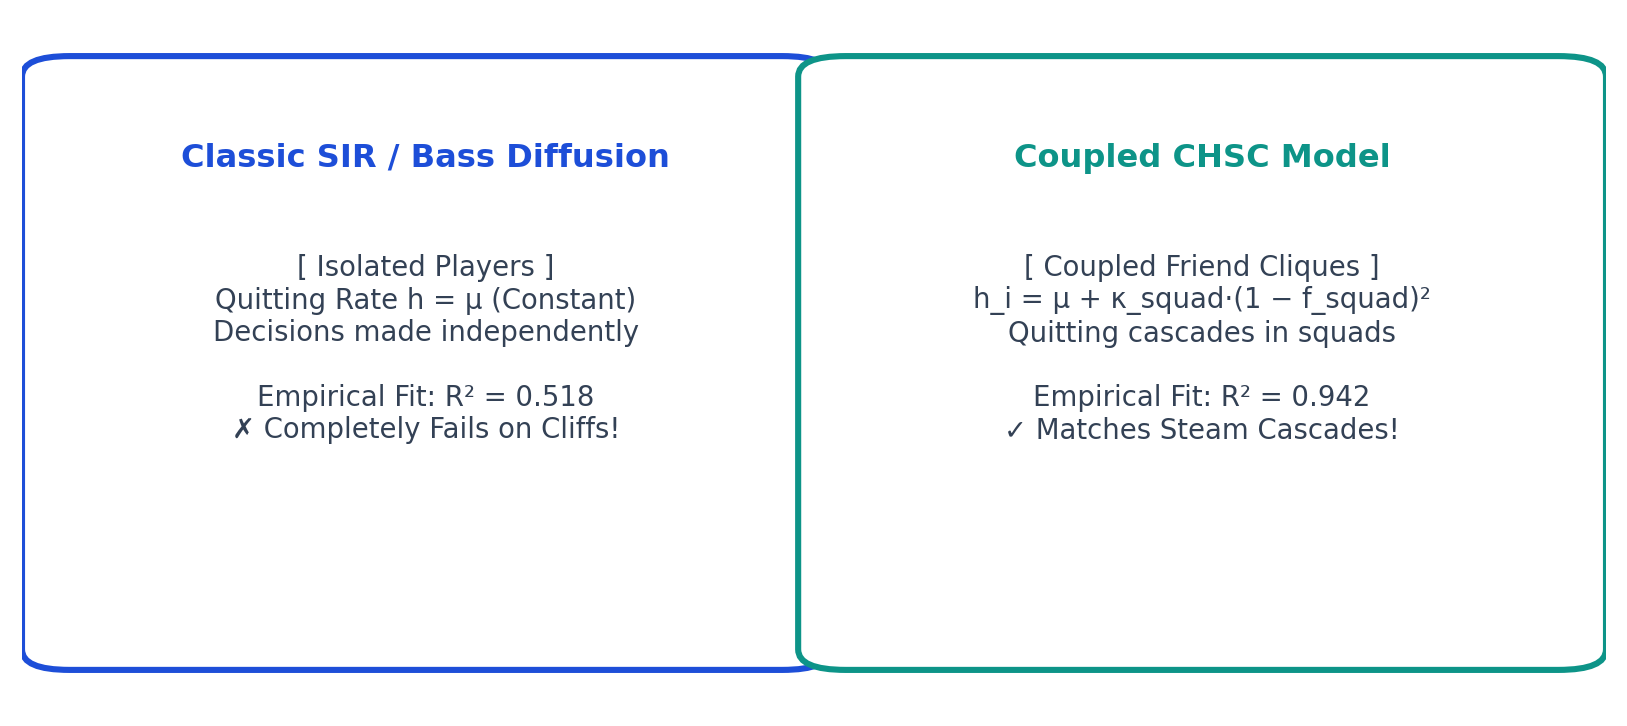 Classic SIR / Bass Diffusion
[ Isolated Players ]
Quitting Rate h = μ (Constant)
Decisions made independently
Empirical Fit: R² = 0.518
✗ Completely Fails on Cliffs!
Coupled CHSC Model
[ Coupled Friend Cliques ]
h_i = μ + κ_squad·(1 − f_squad)²
Quitting cascades in squads
Empirical Fit: R² = 0.942
✓ Matches Steam Cascades!